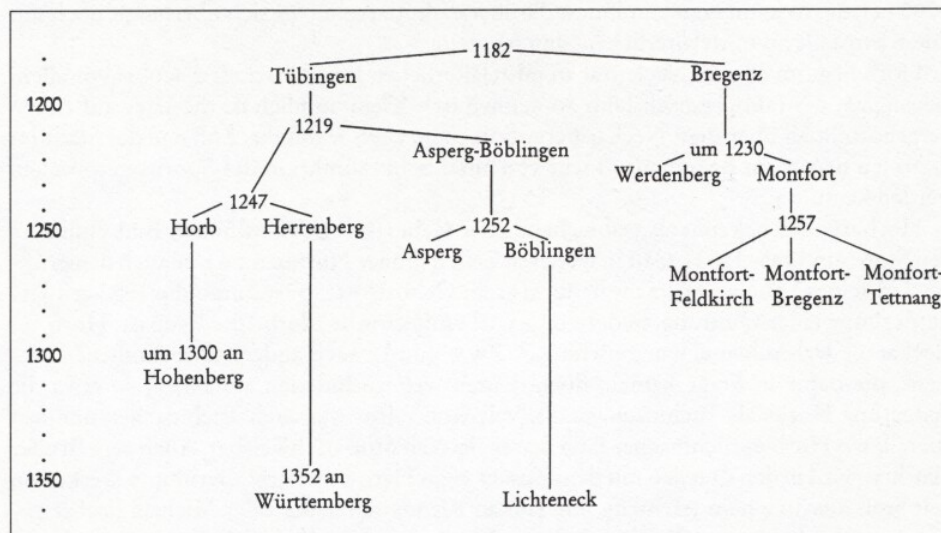 1182
Tübingen Bregenz
1200
1219
Asperg-Böblingen um 1230
Werdenberg Montfort
1247
Horb Herrenberg 1252 1257
1250
Asperg Böblingen
Montfort- Montfort- Monfort-
Feldkirch Bregenz Tettnang
1300 um 1300 an
Hohenberg
1350 1352 an
Württemberg Lichteneck